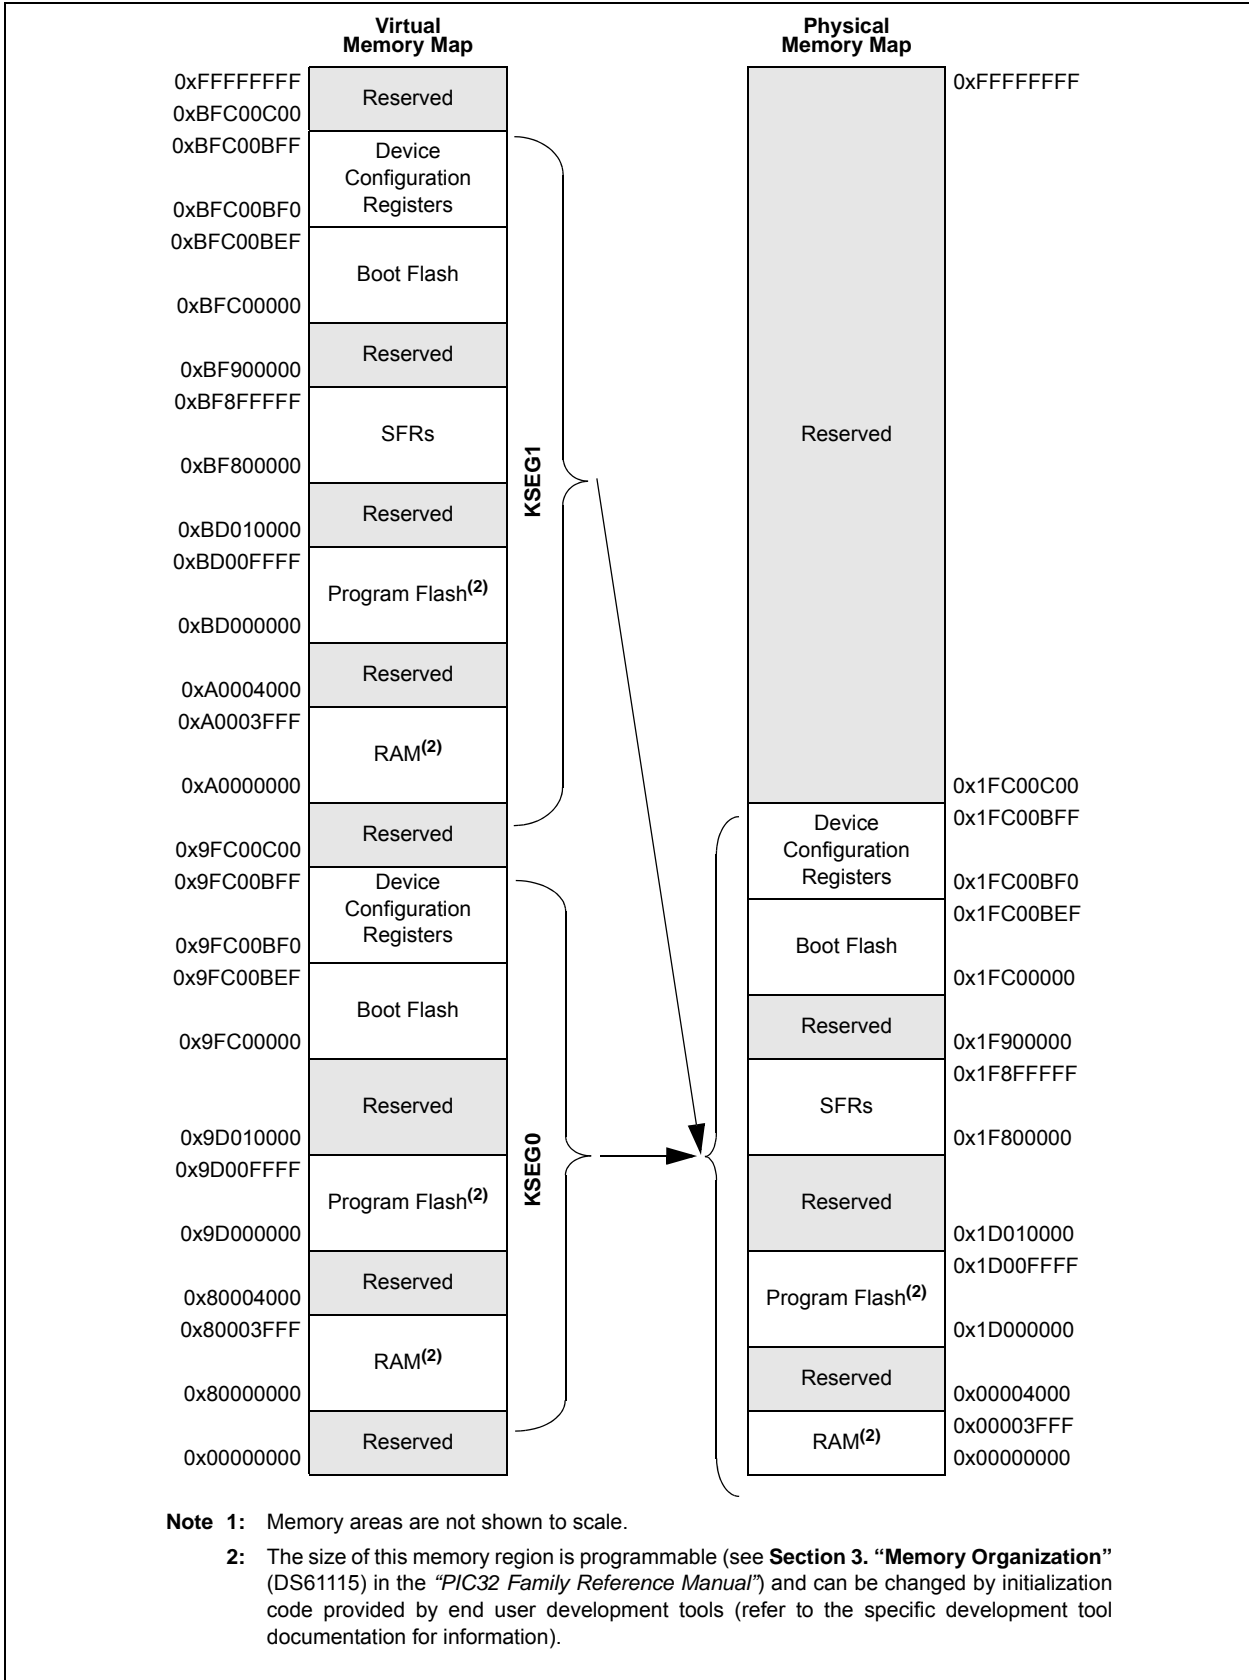 Virtual
Memory Map
0xFFFFFFFF
Reserved
0xBFC00C00
0xBFC00BFF
Device
Configuration
Registers
0xBFC00BF0
0xBFC00BEF
Boot Flash
0xBFC00000
Reserved
0xBF900000
0xBF8FFFFF
SFRs
0xBF800000
Reserved
0xBD010000
0xBD00FFFF
Program Flash(2)
0xBD000000
Reserved
0xA0004000
0xA0003FFF
RAM(2)
0xA0000000
Reserved
0x9FC00C00
0x9FC00BFF
Device
Configuration
Registers
0x9FC00BF0
0x9FC00BEF
Boot Flash
0x9FC00000
Reserved
0x9D010000
0x9D00FFFF
Program Flash(2)
0x9D000000
Reserved
0x80004000
0x80003FFF
RAM(2)
0x80000000
Reserved
0x00000000
KSEG1
KSEG0
Physical
Memory Map
0xFFFFFFFF
Reserved
0x1FC00C00
0x1FC00BFF
Device
Configuration
Registers
0x1FC00BF0
0x1FC00BEF
Boot Flash
0x1FC00000
Reserved
0x1F900000
0x1F8FFFFF
SFRs
0x1F800000
Reserved
0x1D010000
0x1D00FFFF
Program Flash(2)
0x1D000000
Reserved
0x00004000
0x00003FFF
RAM(2)
0x00000000
Note 1: Memory areas are not shown to scale.
2: The size of this memory region is programmable (see Section 3. “Memory Organization”
(DS61115) in the “PIC32 Family Reference Manual”) and can be changed by initialization
code provided by end user development tools (refer to the specific development tool
documentation for information).